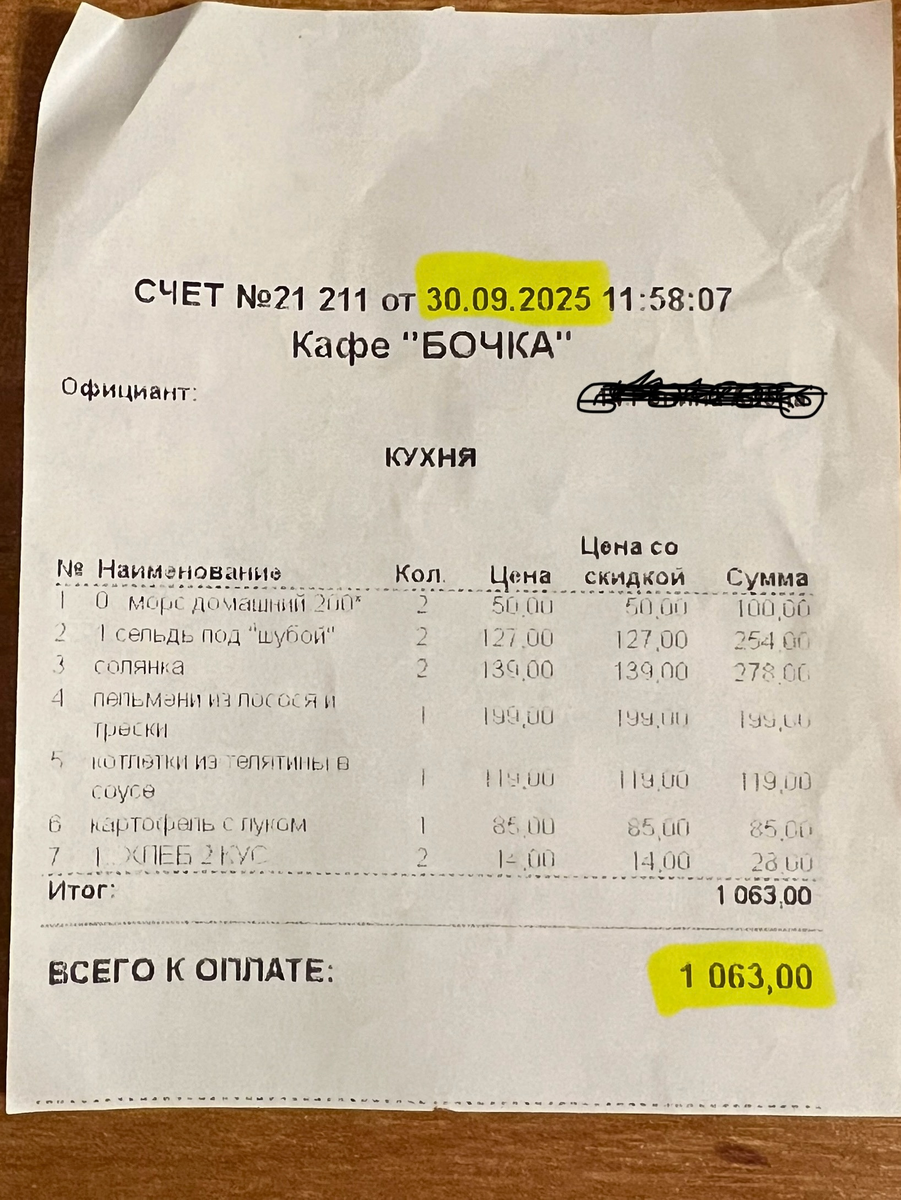 СЧЕТ №21 211 от 30.09.2025 11:58:07
Кафе "БОЧКА"
Официант:
КУХНЯ
№ Наименование Кол. Цена Цена со скидкой Сумма
1 0 морс домашний 200* 2 50,00 50,00 100,00
2 1 сельдь под "шубой" 2 127,00 127,00 254,00
3 солянка 2 139,00 139,00 278,00
4 пельмени из лосося и
трески 1 199,00 199,00 199,00
5 котлетки из телятины в
соусе 1 119,00 119,00 119,00
6 картофель с луком 1 85,00 85,00 85,00
7 1. ХЛЕБ 2 КУС 2 14,00 14,00 28,00
Итог: 1 063,00
ВСЕГО К ОПЛАТЕ: 1 063,00